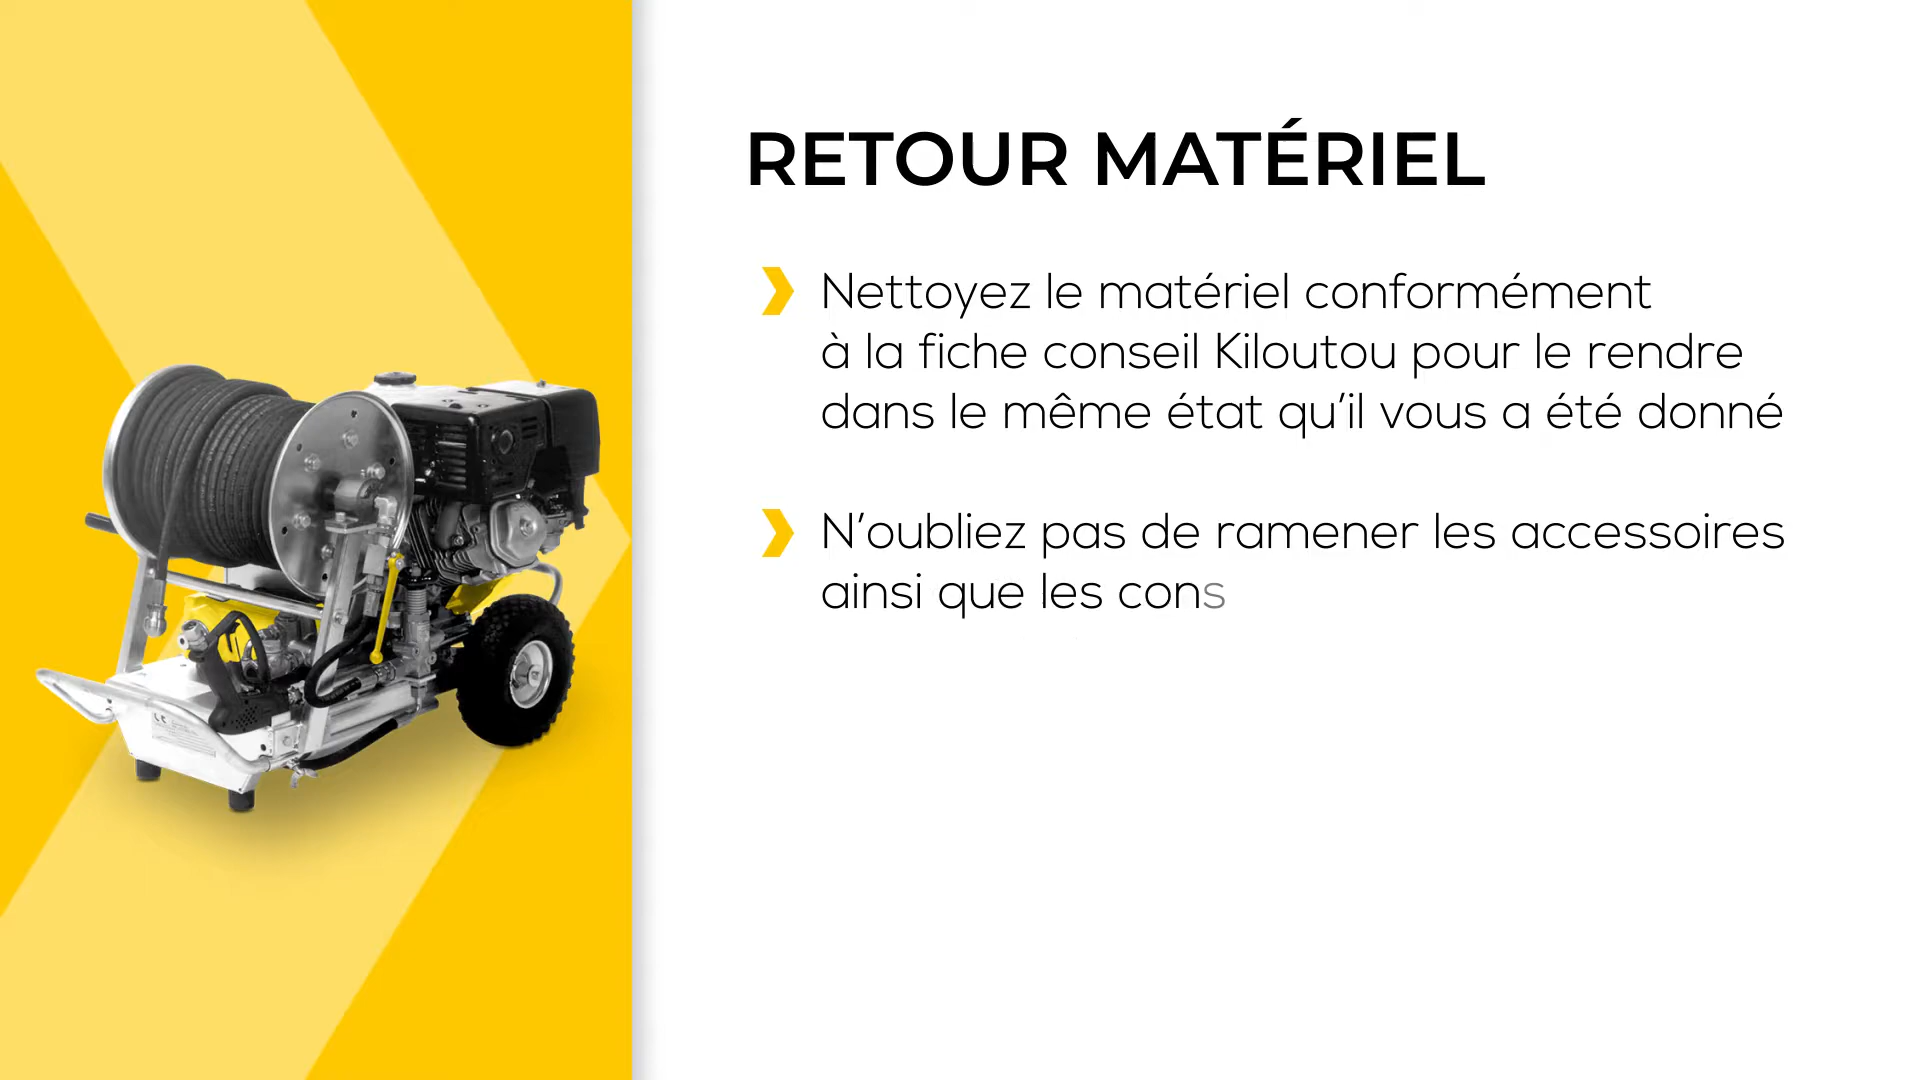 RETOUR MATÉRIEL
Nettoyez le matériel conformément
à la fiche conseil Kiloutou pour le rendre
dans le même état qu’il vous a été donné
N’oubliez pas de ramener les accessoires
ainsi que les cons